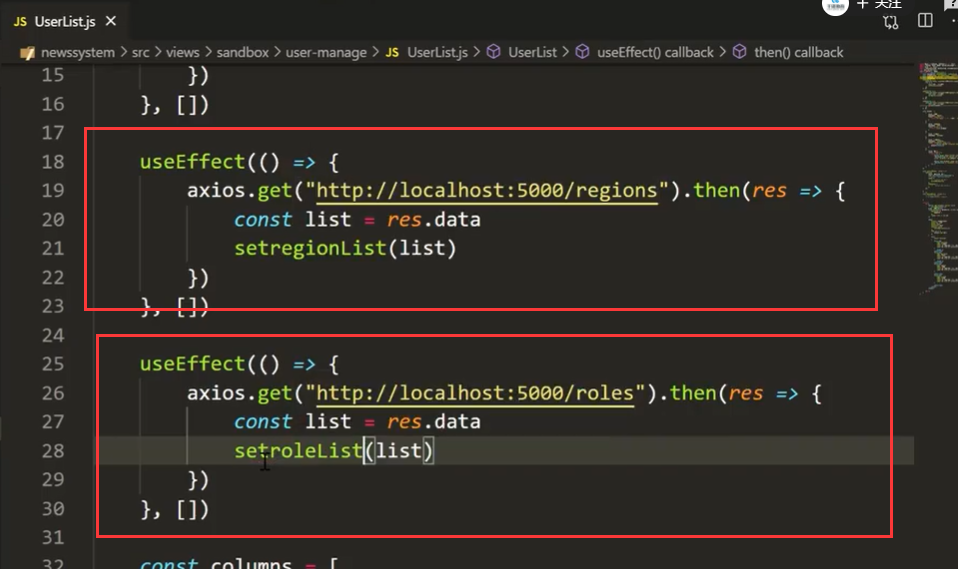 + 关注
JS UserList.js ×
newssystem > src > views > sandbox > user-manage > JS UserList.js > UserList > useEffect() callback > then() callback
15 })
16 }, [])
17
18 useEffect(() => {
19 axios.get("http://localhost:5000/regions").then(res => {
20 const list = res.data
21 setregionList(list)
22 })
23 }, [])
24
25 useEffect(() => {
26 axios.get("http://localhost:5000/roles").then(res => {
27 const list = res.data
28 setroleList(list)
29 })
30 }, [])
31
32 const columns = [